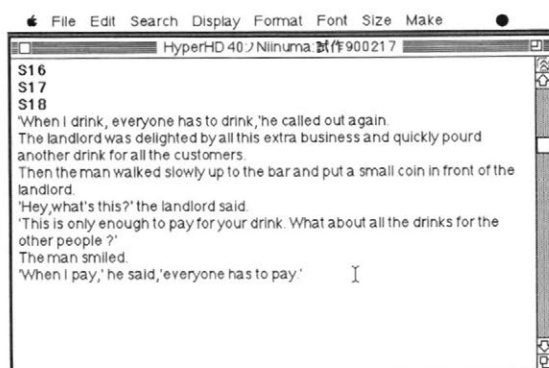 File Edit Search Display Format Font Size Make
HyperHD 40:ﾉ Niinuma:試作900217
S16
S17
S18
'When I drink, everyone has to drink,'he called out again.
The landlord was delighted by all this extra business and quickly pourd
another drink for all the customers.
Then the man walked slowly up to the bar and put a small coin in front of the
landlord.
'Hey,what's this?' the landlord said.
'This is only enough to pay for your drink. What about all the drinks for the
other people ?'
The man smiled.
'When I pay,' he said,'everyone has to pay.'